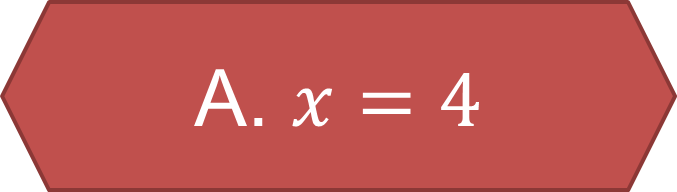 A. x = 4